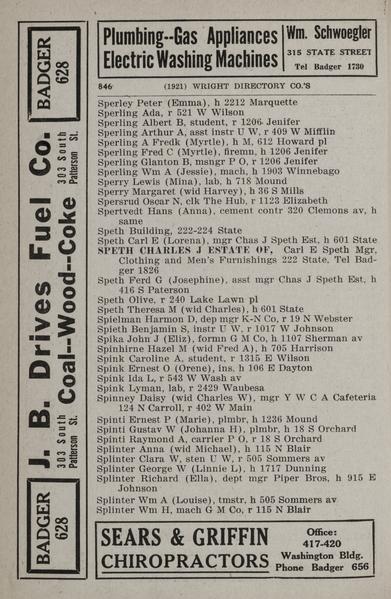 Plumbing--Gas Appliances
Electric Washing Machines
Wm. Schwoegler
315 STATE STREET
Tel Badger 1730
BADGER
628
J. B. Drives Fuel Co.
303 South
Patterson St.
Coal--Wood--Coke
303 South
Patterson St.
BADGER
628
846 (1921) WRIGHT DIRECTORY CO.'S
Sperley Peter (Emma), h 2212 Marquette
Sperling Ada, r 521 W Wilson
Sperling Albert B, student, r 1206 Jenifer
Sperling Arthur A, asst instr U W, r 409 W Mifflin
Sperling A Fredk (Myrtle), h M, 612 Howard pl
Sperling Fred C (Myrtle), firemn, h 1206 Jenifer
Sperling Glanton B, msngr P O, r 1206 Jenifer
Sperling Wm A (Jessie), mach, h 1903 Winnebago
Sperry Lewis (Mina), lab, h 718 Mound
Sperry Margaret (wid Harvey), h 36 S Mills
Spersrud Oscar N, clk The Hub, r 1123 Elizabeth
Spertvedt Hans (Anna), cement contr 320 Clemons av, h
same
Speth Building, 222-224 State
Speth Carl E (Lorena), mgr Chas J Speth Est, h 601 State
SPETH CHARLES J ESTATE OF, Carl E Speth Mgr,
Clothing and Men's Furnishings 222 State, Tel Bad-
ger 1826
Speth Ferd G (Josephine), asst mgr Chas J Speth Est, h
416 S Paterson
Speth Olive, r 240 Lake Lawn pl
Speth Theresa M (wid Charles), h 601 State
Spielman Harmon D, dep mgr K-N Co, r 19 N Webster
Spieth Benjamin S, instr U W, r 1017 W Johnson
Spika John J (Eliz), formn G M Co, h 1107 Sherman av
Spinhirne Hazel M (wid Fred A), h 705 Harrison
Spink Caroline A, student, r 1315 E Wilson
Spink Ernest O (Orene), ins, h 106 E Dayton
Spink Ida L, r 543 W Wash av
Spink Lyman, lab, r 2429 Waubesa
Spinney Daisy (wid Charles W), mgr Y W C A Cafeteria
124 N Carroll, r 402 W Main
Spinti Ernest P (Marie), plmbr, h 1236 Mound
Spinti Gustav W (Johanna H), plmbr, h 18 S Orchard
Spinti Raymond A, carrier P O, r 18 S Orchard
Splinter Anna (wid Michael), h 115 N Blair
Splinter Clara W, sten U W, r 505 Sommers av
Splinter George W (Linnie L), h 1717 Dunning
Splinter Richard (Ella), dept mgr Piper Bros, h 915 E
Johnson
Splinter Wm A (Louise), tmstr, h 505 Sommers av
Splinter Wm H, mach G M Co, r 115 N Blair
SEARS & GRIFFIN
CHIROPRACTORS
Office:
417-420
Washington Bldg.
Phone Badger 656